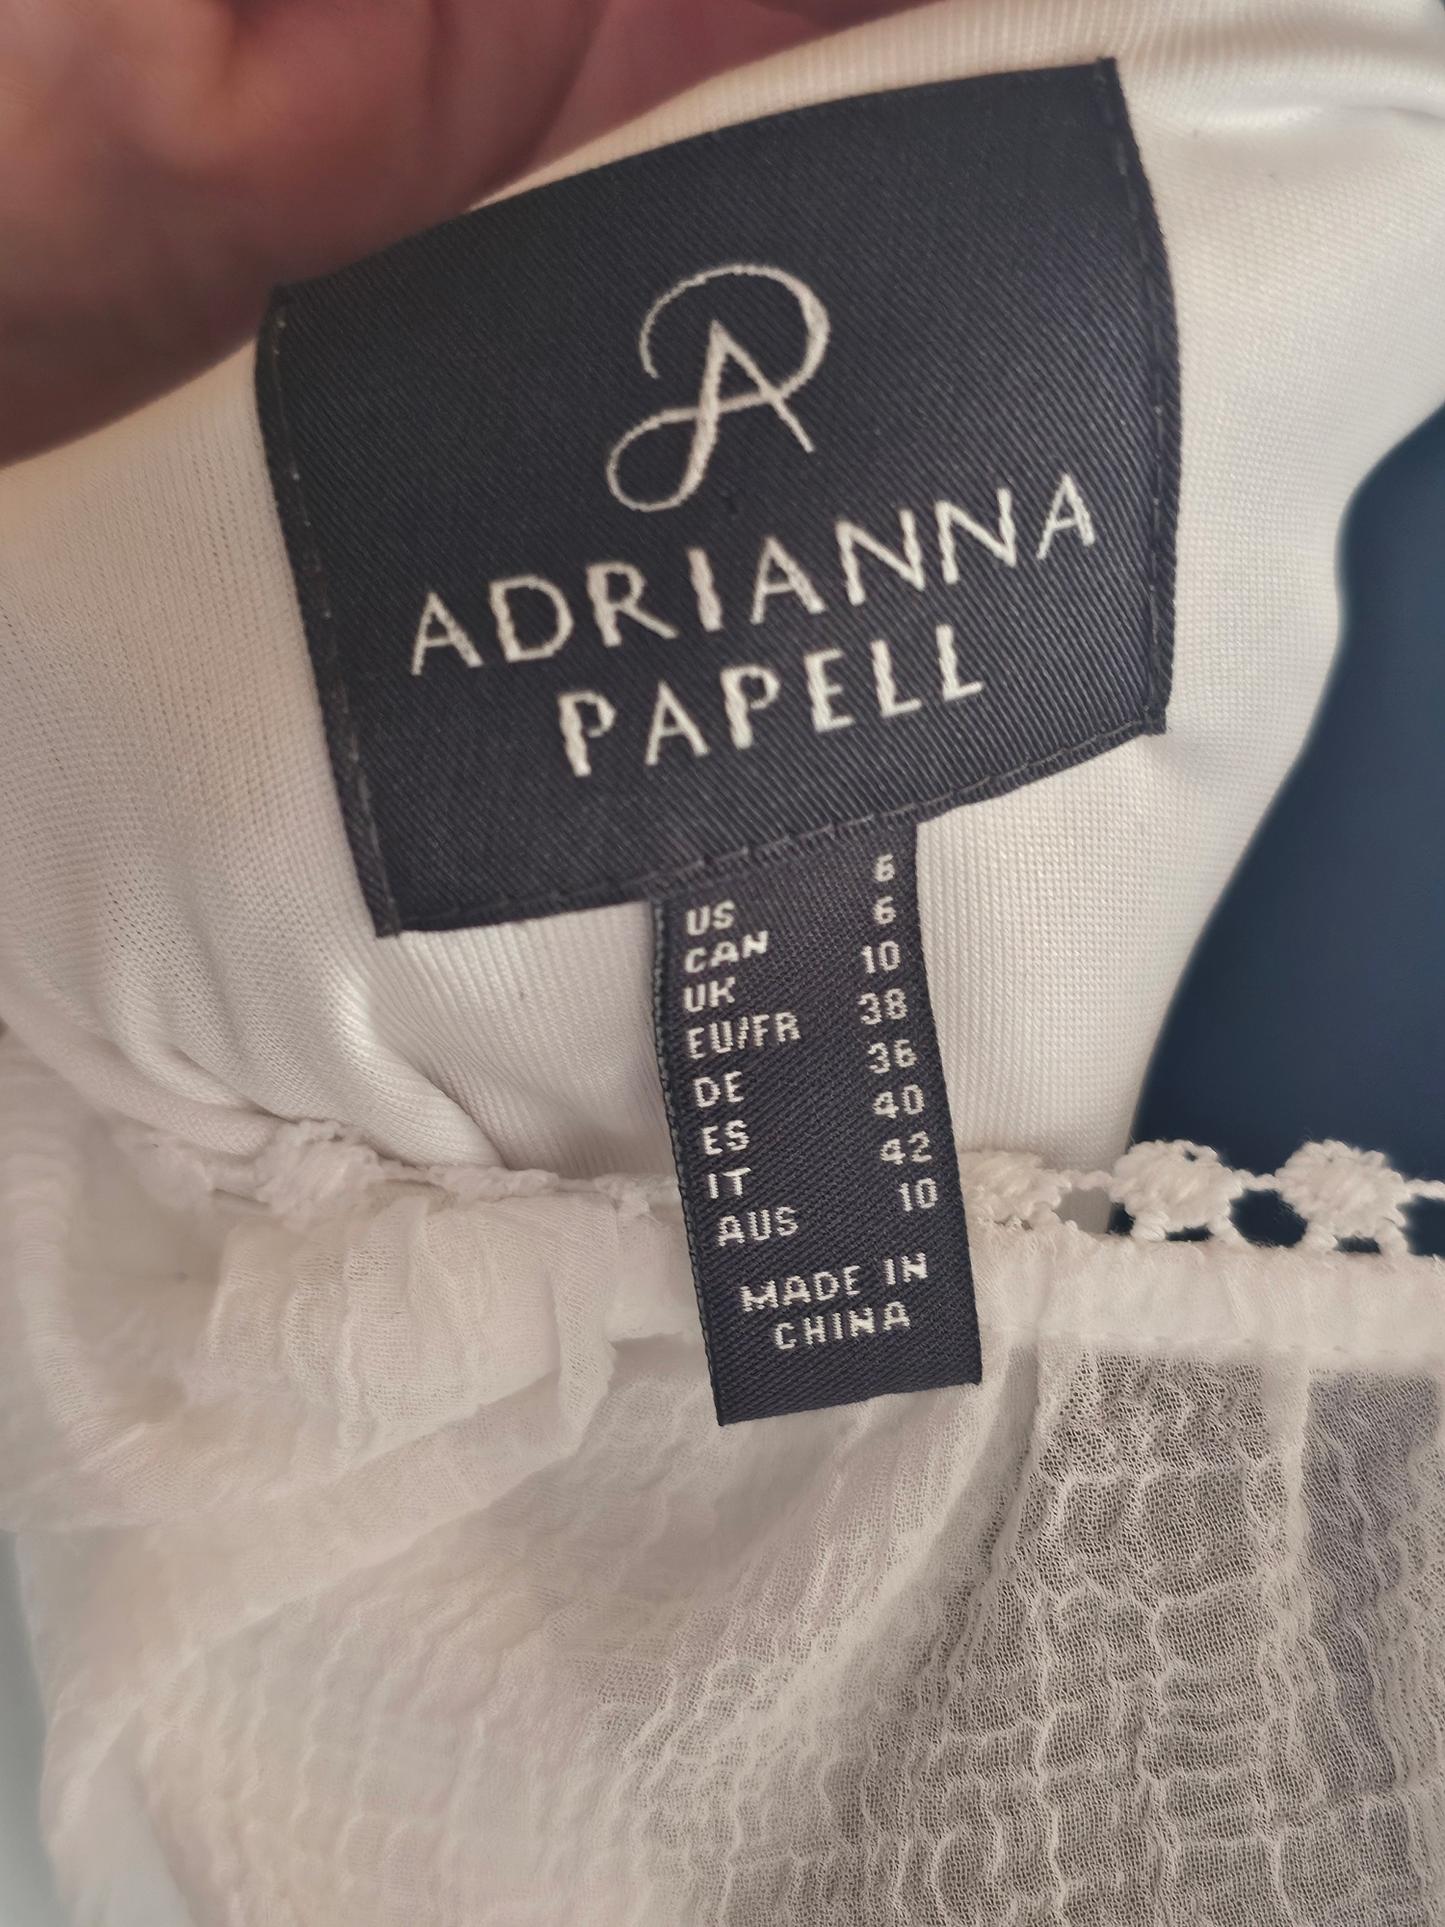 ADRIANNA
PAPELL
US 6
CAN 6
UK 10
EU/FR 38
DE 36
ES 40
IT 42
AUS 10
MADE IN
CHINA